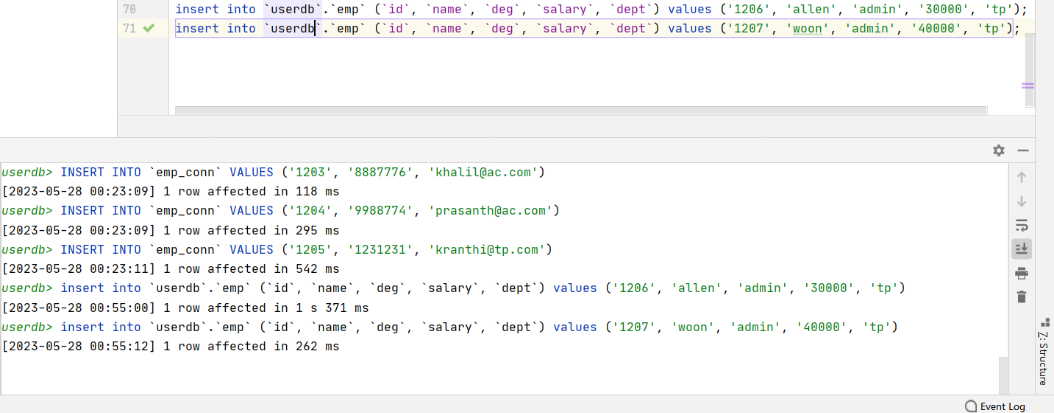 70 insert into `userdb`.`emp` (`id`, `name`, `deg`, `salary`, `dept`) values ('1206', 'allen', 'admin', '30000', 'tp');
71 insert into `userdb`.`emp` (`id`, `name`, `deg`, `salary`, `dept`) values ('1207', 'woon', 'admin', '40000', 'tp');
userdb> INSERT INTO `emp_conn` VALUES ('1203', '8887776', 'khalil@ac.com')
[2023-05-28 00:23:09] 1 row affected in 118 ms
userdb> INSERT INTO `emp_conn` VALUES ('1204', '9988774', 'prasanth@ac.com')
[2023-05-28 00:23:09] 1 row affected in 295 ms
userdb> INSERT INTO `emp_conn` VALUES ('1205', '1231231', 'kranthi@tp.com')
[2023-05-28 00:23:11] 1 row affected in 542 ms
userdb> insert into `userdb`.`emp` (`id`, `name`, `deg`, `salary`, `dept`) values ('1206', 'allen', 'admin', '30000', 'tp')
[2023-05-28 00:55:00] 1 row affected in 1 s 371 ms
userdb> insert into `userdb`.`emp` (`id`, `name`, `deg`, `salary`, `dept`) values ('1207', 'woon', 'admin', '40000', 'tp')
[2023-05-28 00:55:12] 1 row affected in 262 ms
Z: Structure
Event Log